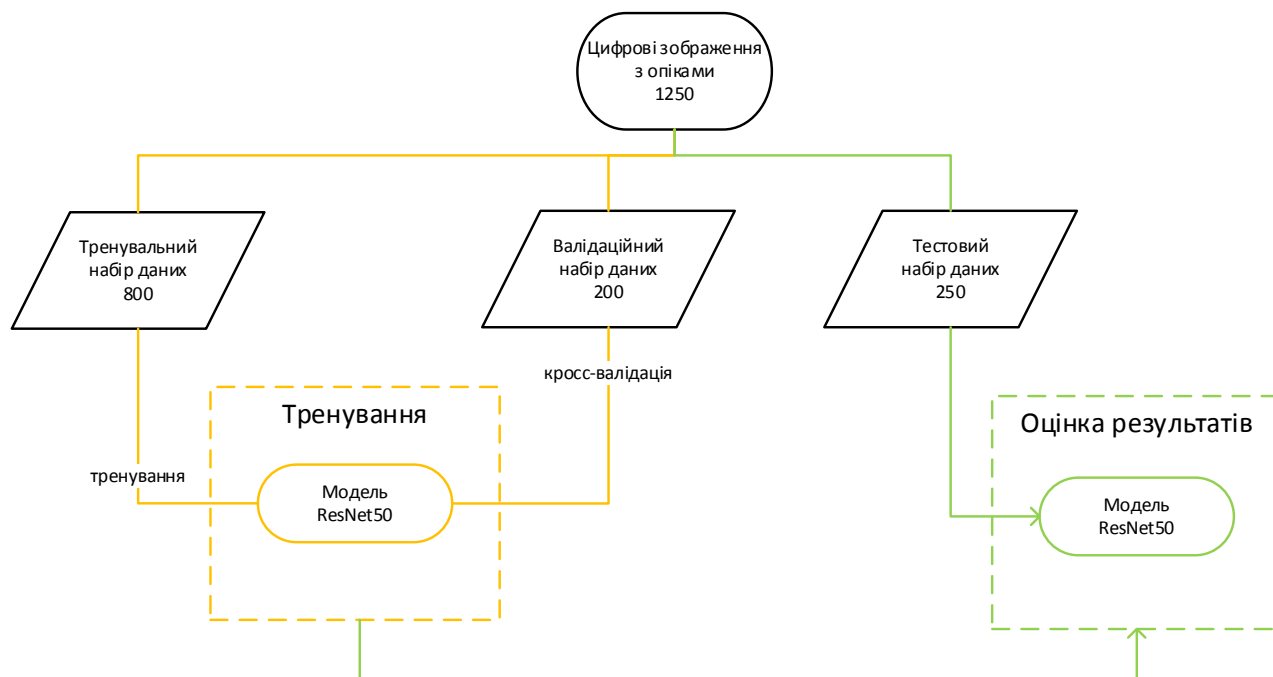 Цифрові зображення
з опіками
1250
Тренувальний
набір даних
800
Валідаційний
набір даних
200
Тестовий
набір даних
250
кросс-валідація
Тренування
Оцінка результатів
тренування
Модель
ResNet50
Модель
ResNet50